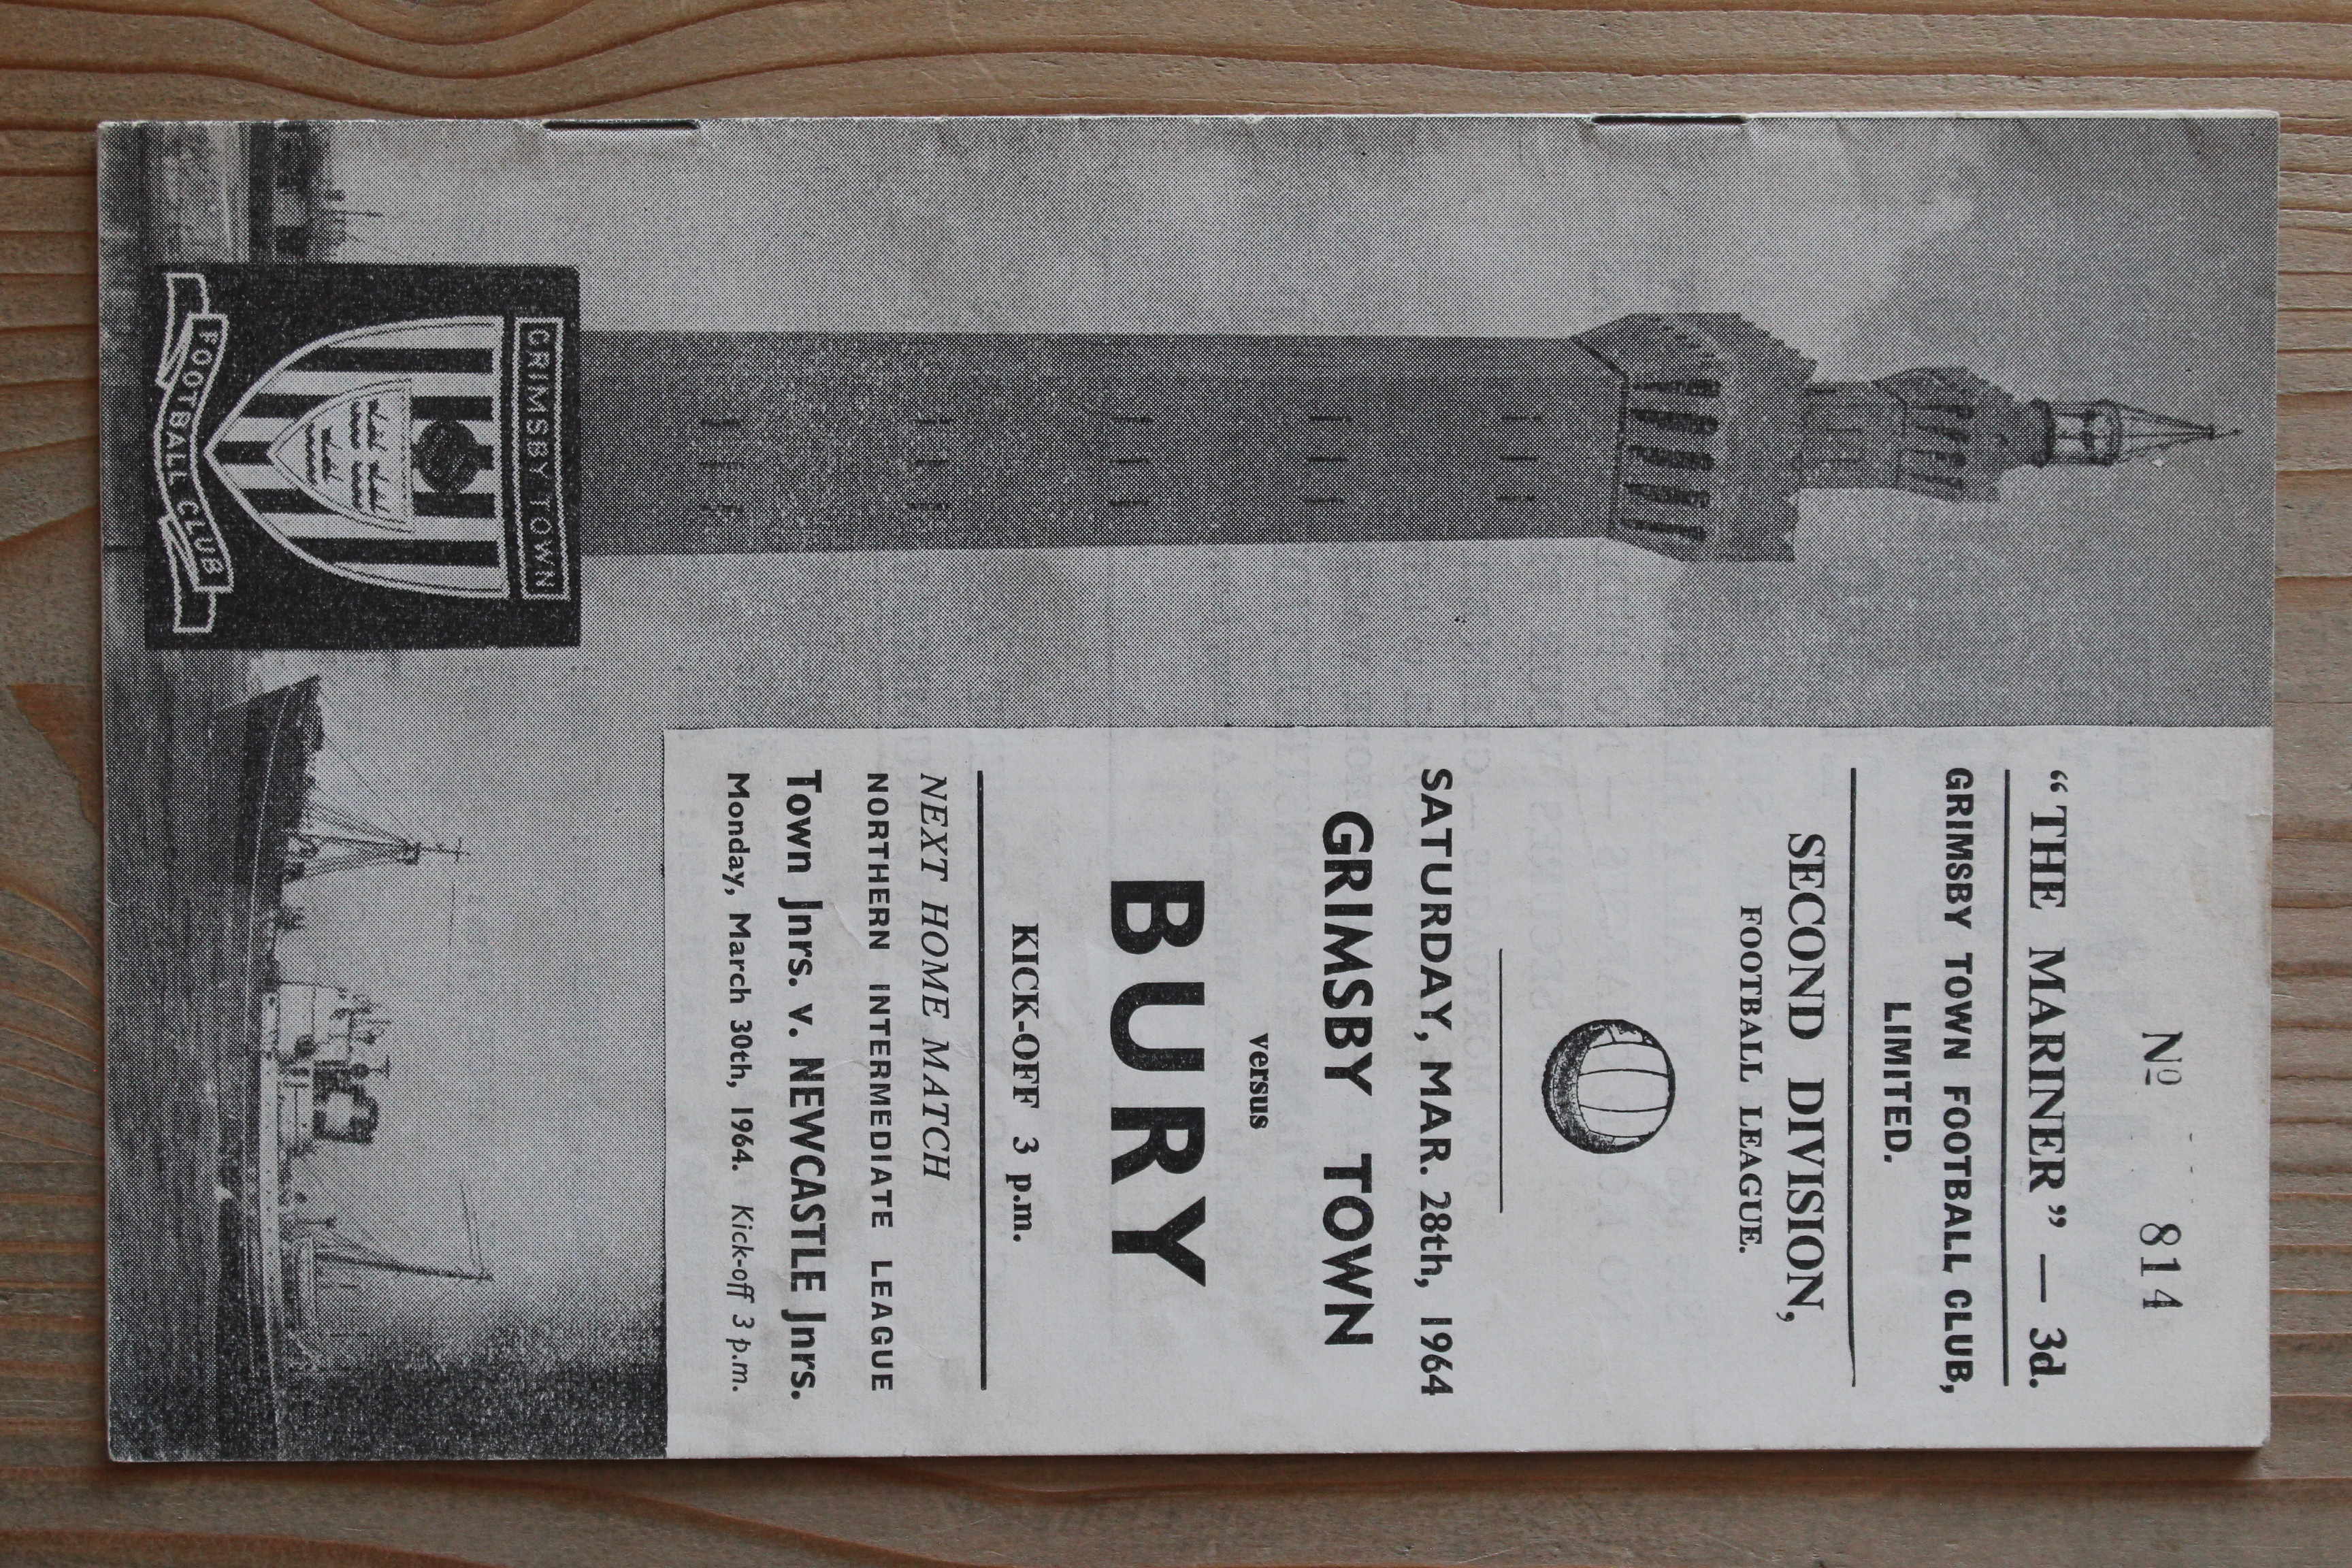 Nº 814
“THE MARINER” — 3d.
GRIMSBY TOWN FOOTBALL CLUB,
LIMITED.
SECOND DIVISION,
FOOTBALL LEAGUE.
SATURDAY, MAR. 28th, 1964
GRIMSBY TOWN
versus
BURY
KICK-OFF 3 p.m.
NEXT HOME MATCH
NORTHERN INTERMEDIATE LEAGUE
Town Jnrs. v. NEWCASTLE Jnrs.
Monday, March 30th, 1964. Kick-off 3 p.m.
GRIMSBY TOWN
FOOTBALL CLUB